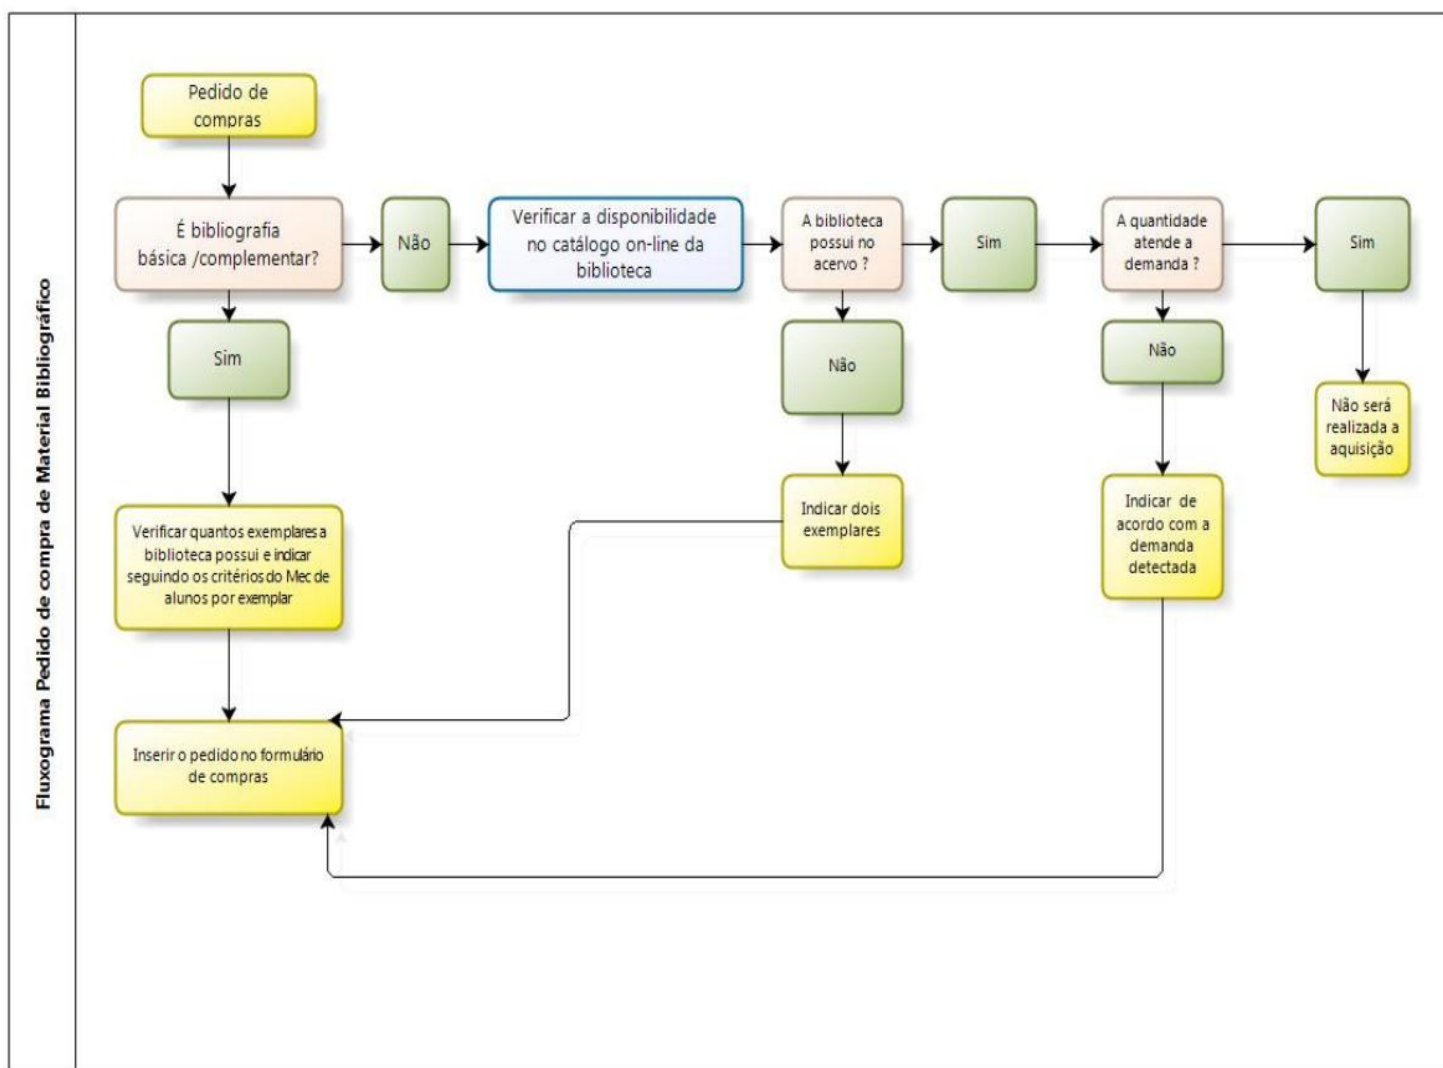 Fluxograma Pedido de compra de Material Bibliográfico
Pedido de
compras
É bibliografia
básica /complementar?
Não
Verificar a disponibilidade
no catálogo on-line da
biblioteca
A biblioteca
possui no
acervo ?
Sim
A quantidade
atende a
demanda ?
Sim
Sim
Não
Não
Não será
realizada a
aquisição
Verificar quantos exemplares a
biblioteca possui e indicar
seguindo os critérios do Mec de
alunos por exemplar
Indicar dois
exemplares
Indicar de
acordo com a
demanda
detectada
Inserir o pedido no formulário
de compras